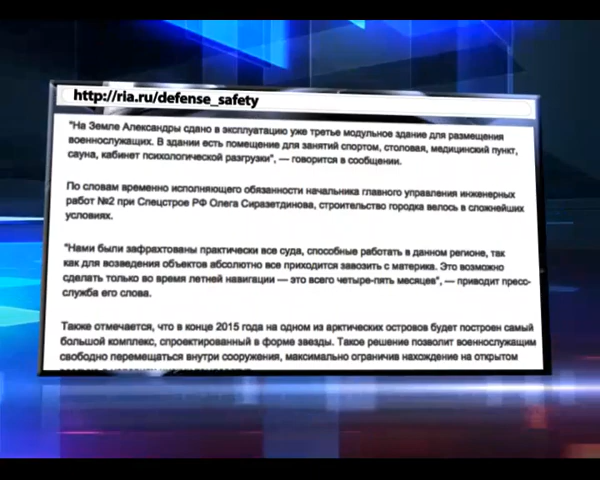 http://ria.ru/defense_safety
"На Земле Александры сдано в эксплуатацию уже третье модульное здание для размещения
военнослужащих. В здании есть помещение для занятий спортом, столовая, медицинский пункт,
сауна, кабинет психологической разгрузки", — говорится в сообщении.
По словам временно исполняющего обязанности начальника главного управления инженерных
работ №2 при Спецстрое РФ Олега Сиразетдинова, строительство городка велось в сложнейших
условиях.
"Нами были зафрахтованы практически все суда, способные работать в данном регионе, так
как для возведения объектов абсолютно все приходится завозить с материка. Это возможно
сделать только во время летней навигации — это всего четыре-пять месяцев", — приводит пресс-
служба его слова.
Также отмечается, что в конце 2015 года на одном из арктических островов будет построен самый
большой комплекс, спроектированный в форме звезды. Такое решение позволит военнослужащим
свободно перемещаться внутри сооружения, максимально ограничив нахождение на открытом